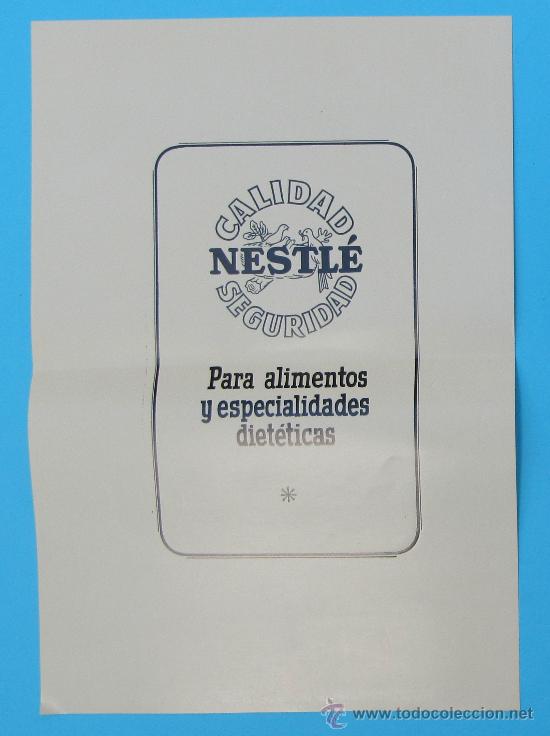 CALIDAD
NESTLÉ
SEGURIDAD
Para alimentos
y especialidades
dietéticas
*
www.todocoleccion.net